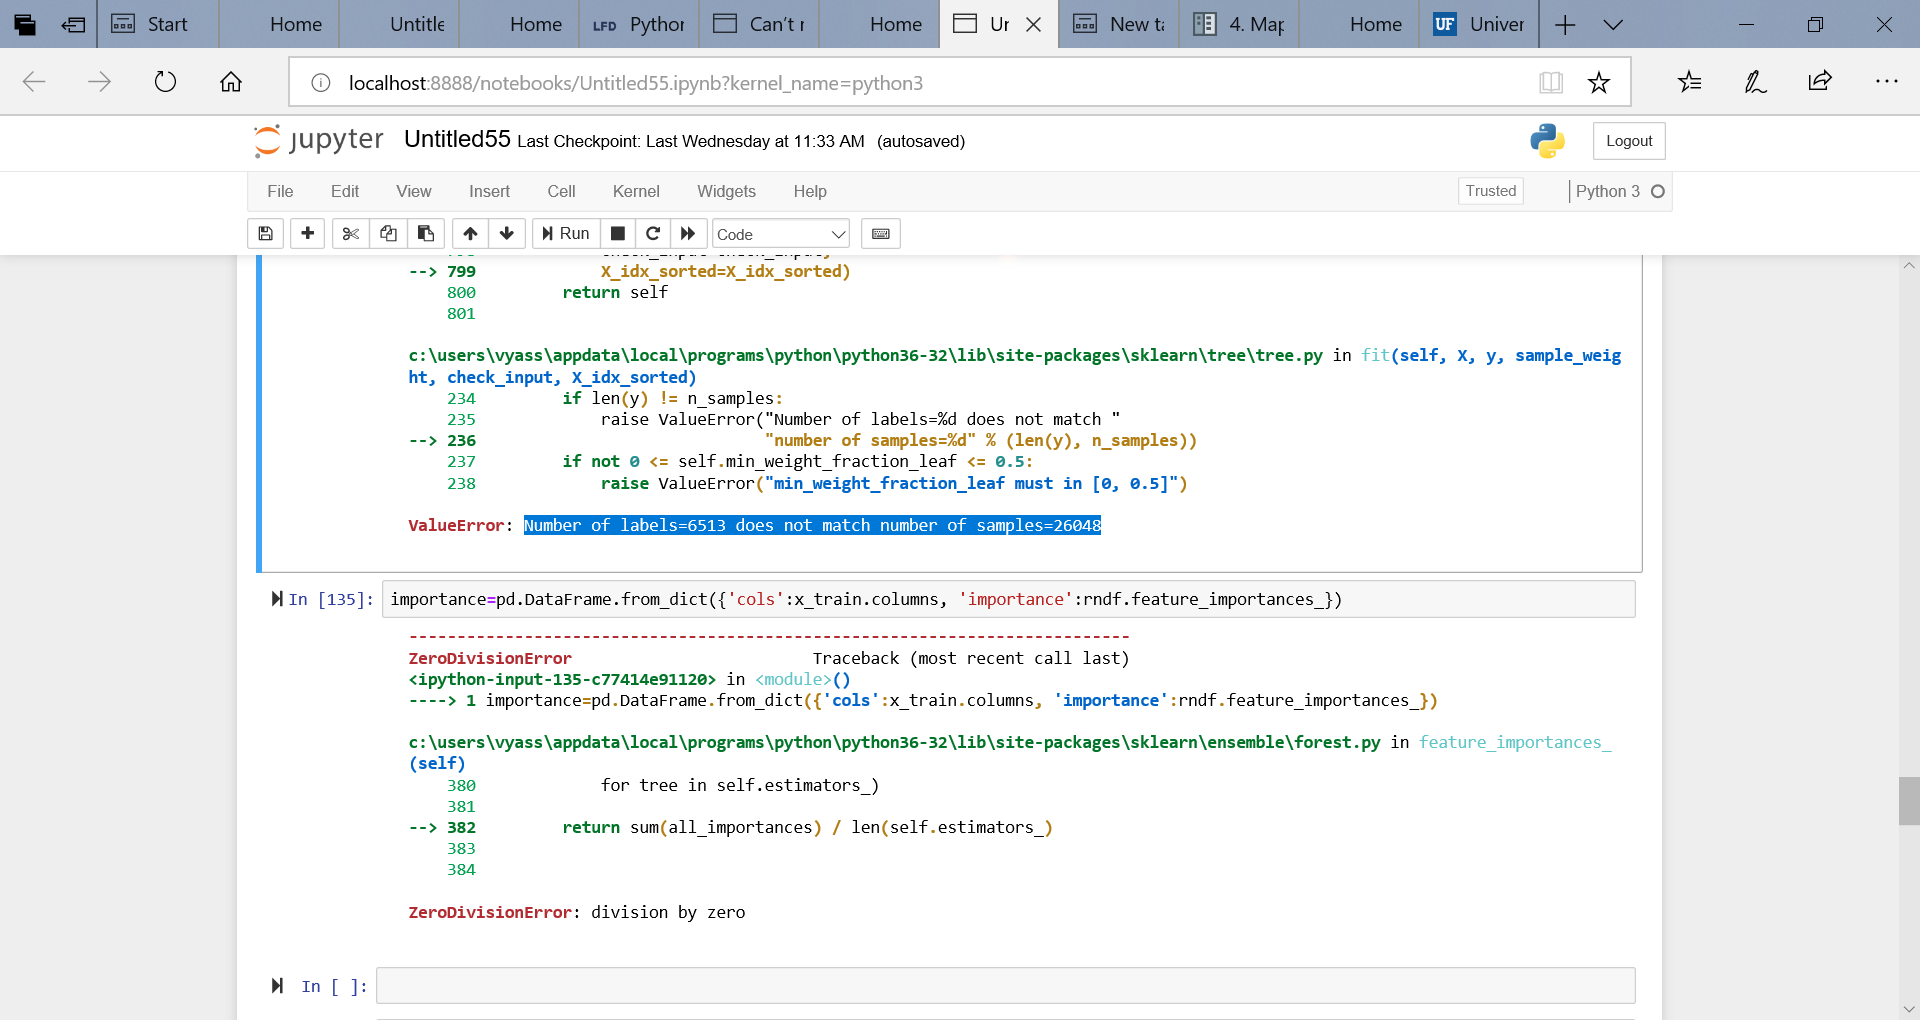 Start
Home
Untitle
Home
LFD Pythor
Can't r
Home
Ur
New ta
4. Map
Home
UF Univer
localhost:8888/notebooks/Untitled55.ipynb?kernel_name=python3
jupyter Untitled55 Last Checkpoint: Last Wednesday at 11:33 AM (autosaved)
Logout
File Edit View Insert Cell Kernel Widgets Help
Trusted
Python 3
Run
Code
--> 799 X_idx_sorted=X_idx_sorted)
800 return self
801
c:\users\vyass\appdata\local\programs\python\python36-32\lib\site-packages\sklearn\tree\tree.py in fit(self, X, y, sample_weig
ht, check_input, X_idx_sorted)
234 if len(y) != n_samples:
235 raise ValueError("Number of labels=%d does not match "
--> 236 "number of samples=%d" % (len(y), n_samples))
237 if not 0 <= self.min_weight_fraction_leaf <= 0.5:
238 raise ValueError("min_weight_fraction_leaf must in [0, 0.5]")
ValueError: Number of labels=6513 does not match number of samples=26048
In [135]: importance=pd.DataFrame.from_dict({'cols':x_train.columns, 'importance':rndf.feature_importances_})
---------------------------------------------------------------------------
ZeroDivisionError Traceback (most recent call last)
<ipython-input-135-c77414e91120> in <module>()
----> 1 importance=pd.DataFrame.from_dict({'cols':x_train.columns, 'importance':rndf.feature_importances_})
c:\users\vyass\appdata\local\programs\python\python36-32\lib\site-packages\sklearn\ensemble\forest.py in feature_importances_
(self)
380 for tree in self.estimators_)
381
--> 382 return sum(all_importances) / len(self.estimators_)
383
384
ZeroDivisionError: division by zero
In [ ]: